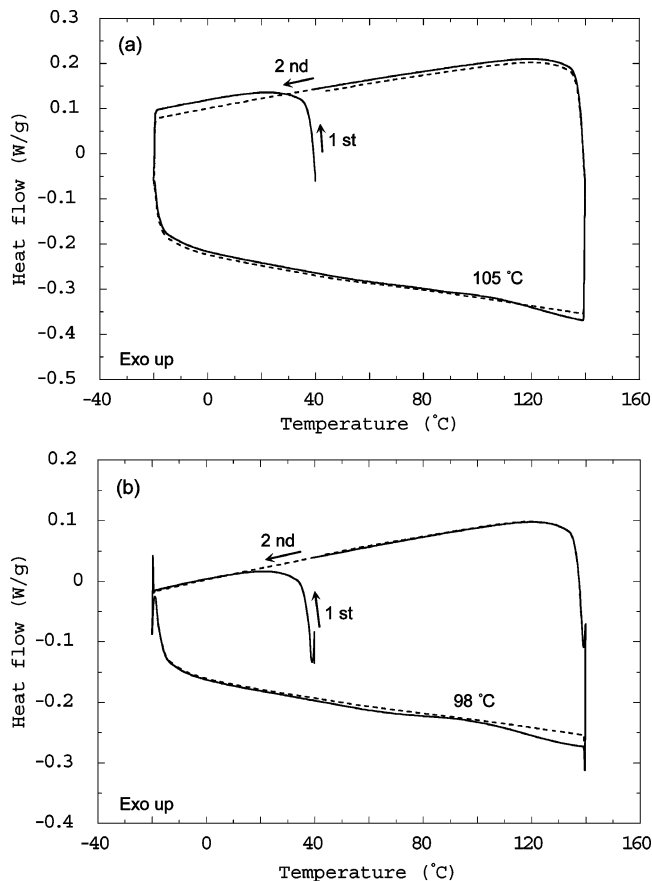 (a)
0.3
0.2
0.1
0
-0.1
-0.2
-0.3
-0.4
-0.5
Heat flow (W/g)
2 nd
1 st
105 °C
Exo up
-40 0 40 80 120 160
Temperature (°C)
(b)
0.2
0.1
0
-0.1
-0.2
-0.3
-0.4
Heat flow (W/g)
2 nd
1 st
98 °C
Exo up
-40 0 40 80 120 160
Temperature (°C)